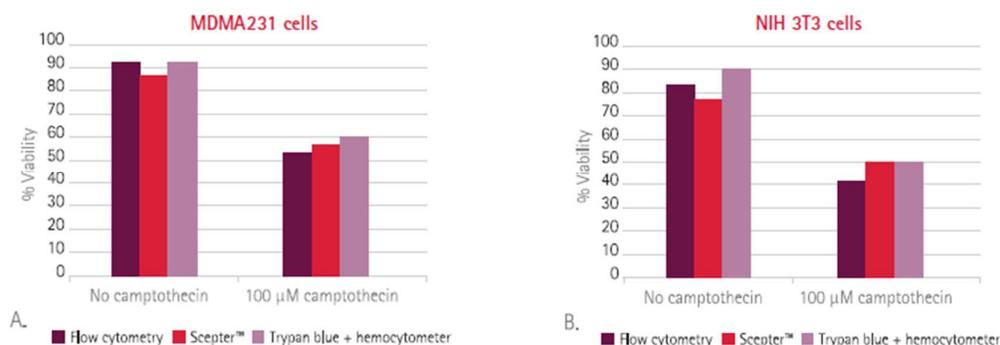 MDMA231 cells
100
90
80
70
60
50
40
30
20
10
0
% Viability
No camptothecin 100 µM camptothecin
A.
Flow cytometry Scepter™ Trypan blue + hemocytometer
NIH 3T3 cells
100
90
80
70
60
50
40
30
20
10
0
% Viability
No camptothecin 100 µM camptothecin
B.
Flow cytometry Scepter™ Trypan blue + hemocytometer